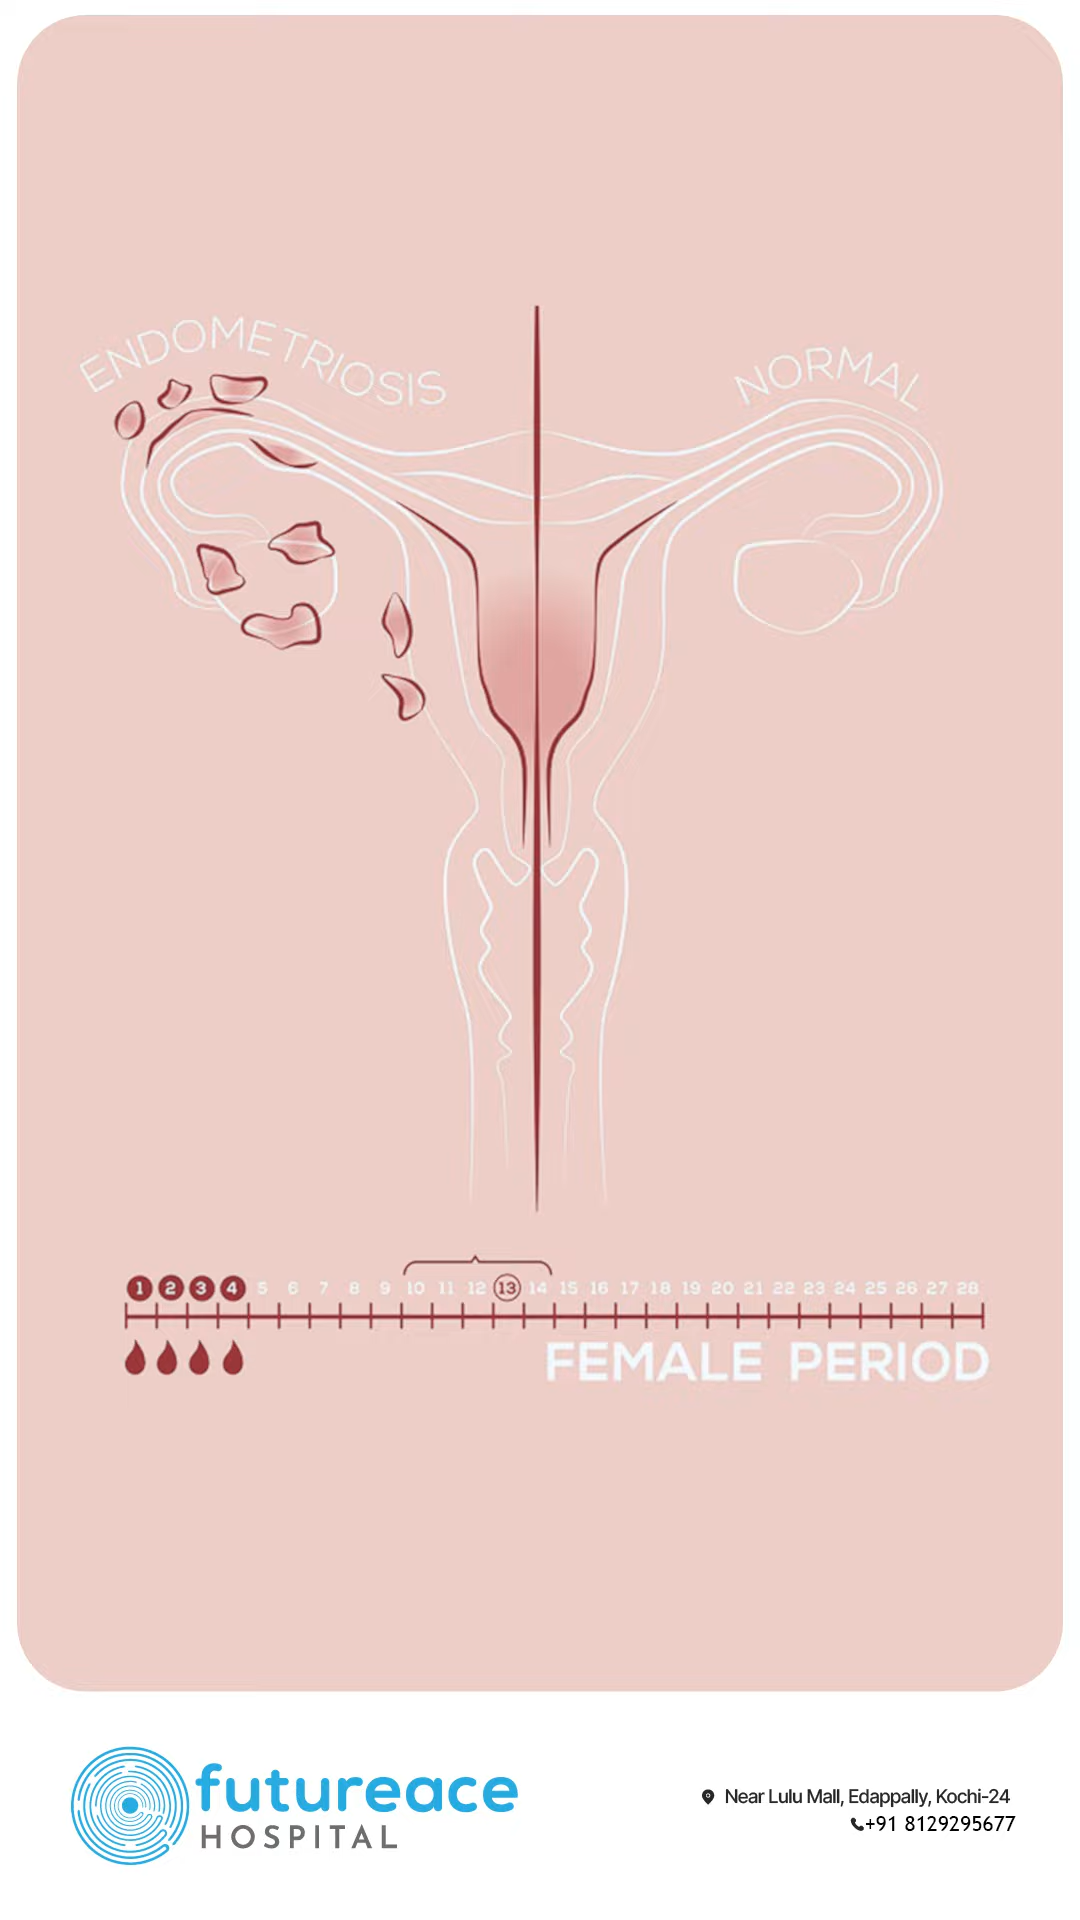 ENDOMETRIOSIS
NORMAL
1 2 3 4 5 6 7 8 9 10 11 12 13 14 15 16 17 18 19 20 21 22 23 24 25 26 27 28
FEMALE PERIOD
futureace
HOSPITAL
Near Lulu Mall, Edappally, Kochi-24
+91 8129295677